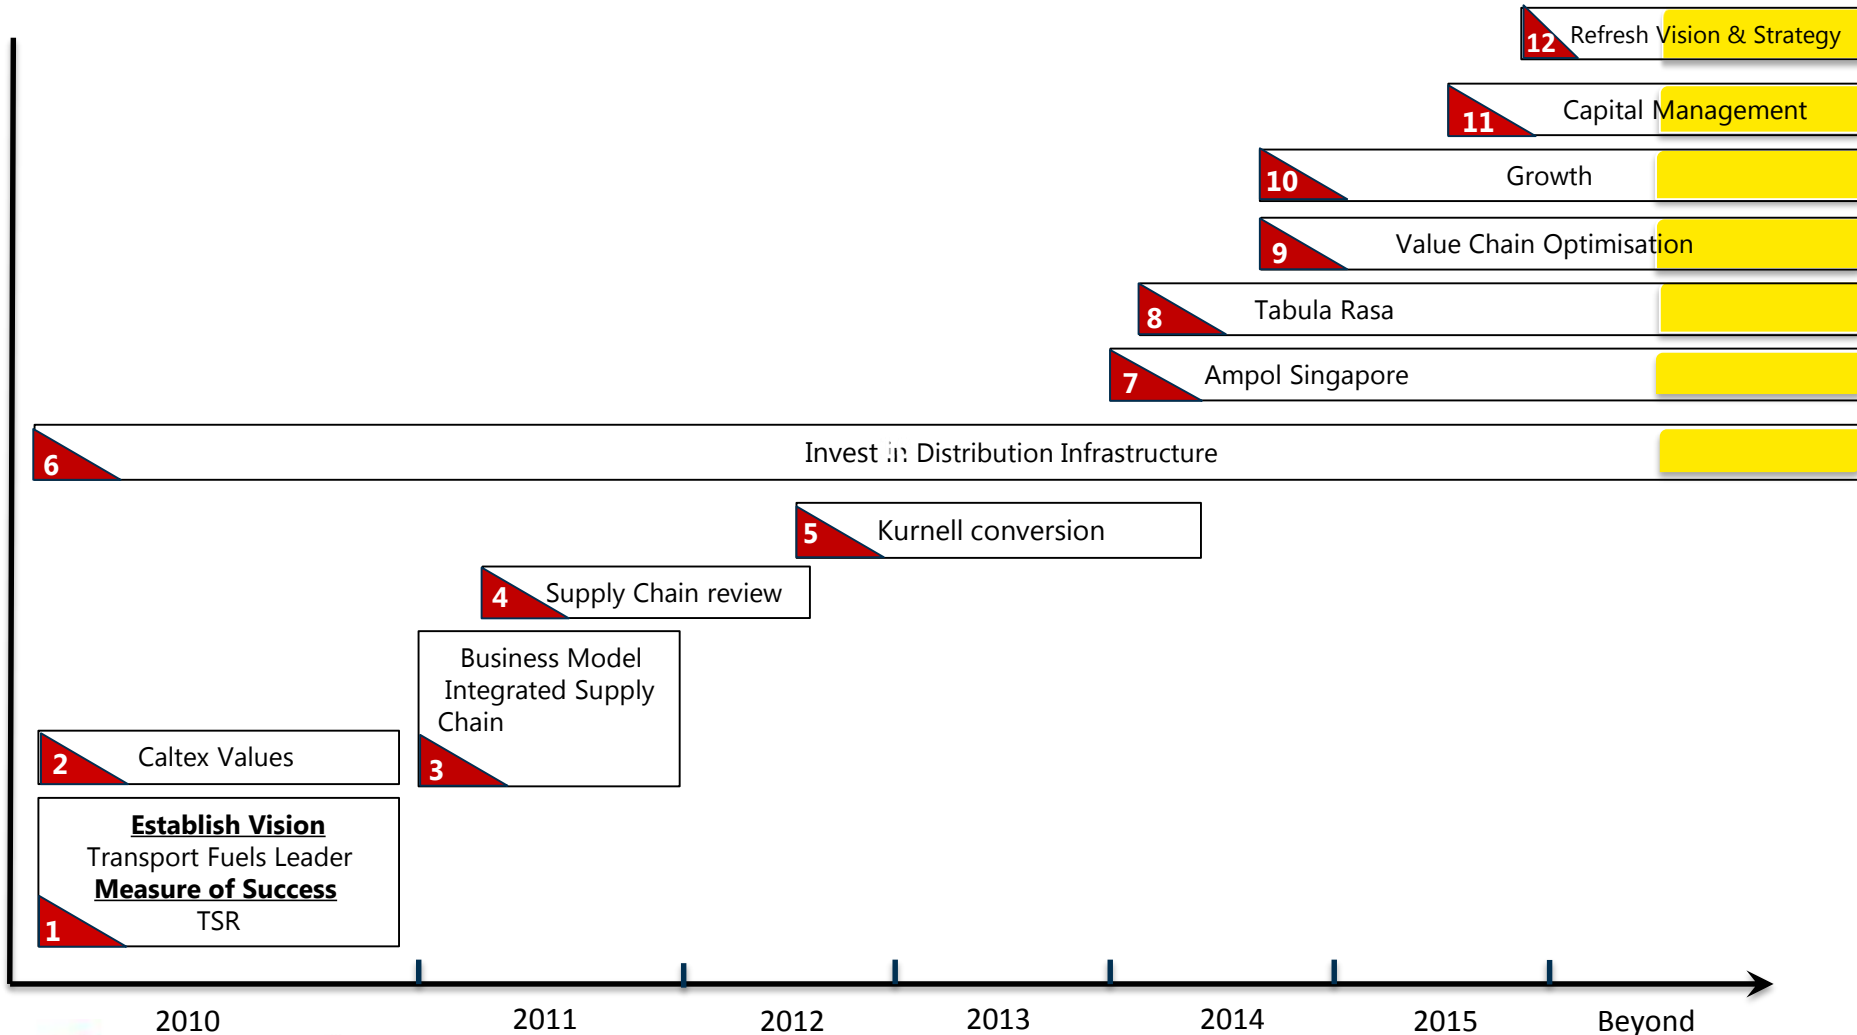 12 Refresh Vision & Strategy
11 Capital Management
10 Growth
9 Value Chain Optimisation
8 Tabula Rasa
7 Ampol Singapore
6 Invest in Distribution Infrastructure
5 Kurnell conversion
4 Supply Chain review
Business Model
Integrated Supply
Chain
3
2 Caltex Values
Establish Vision
Transport Fuels Leader
Measure of Success
TSR
1
2010 2011 2012 2013 2014 2015 Beyond